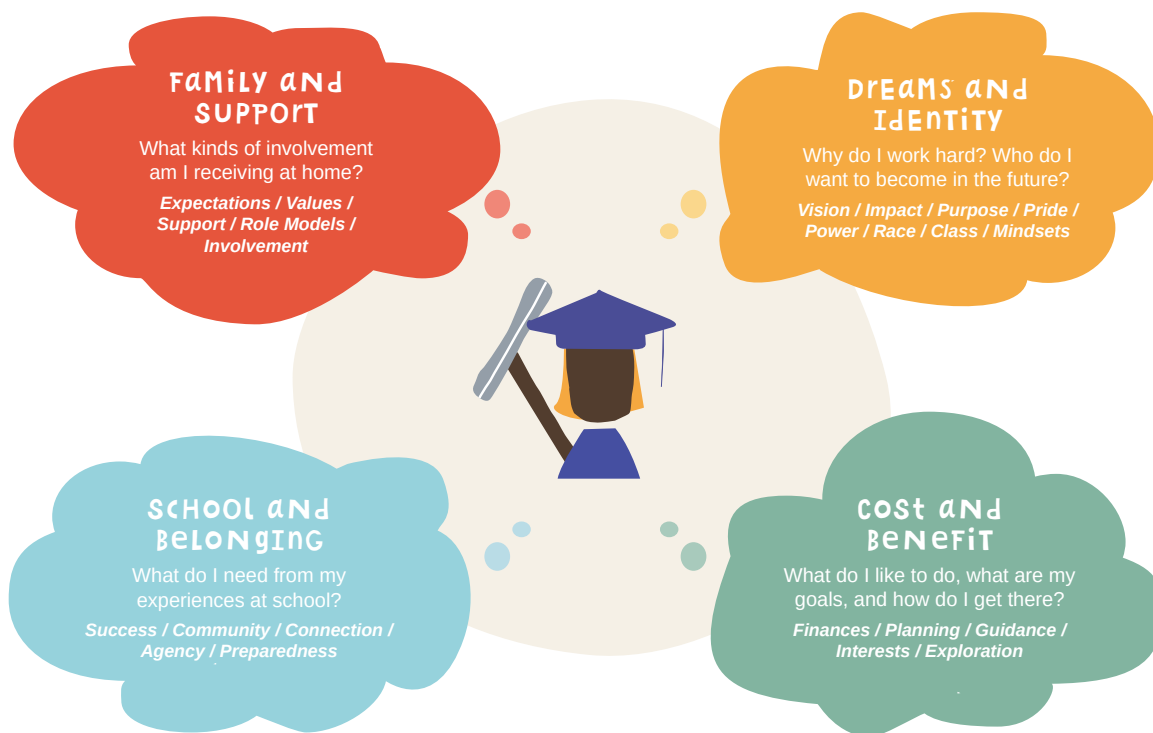 Family and
Support
What kinds of involvement
am I receiving at home?
Expectations / Values /
Support / Role Models /
Involvement
Dreams and
Identity
Why do I work hard? Who do I
want to become in the future?
Vision / Impact / Purpose / Pride /
Power / Race / Class / Mindsets
School and
Belonging
What do I need from my
experiences at school?
Success / Community / Connection /
Agency / Preparedness
Cost and
Benefit
What do I like to do, what are my
goals, and how do I get there?
Finances / Planning / Guidance /
Interests / Exploration